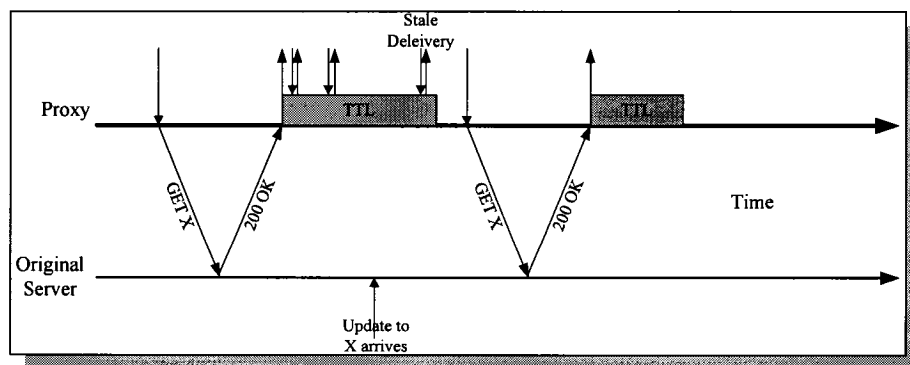 Stale
Deleivery
Proxy
TTL
TTL
GET X
200 OK
GET X
200 OK
Time
Original
Server
Update to
X arrives